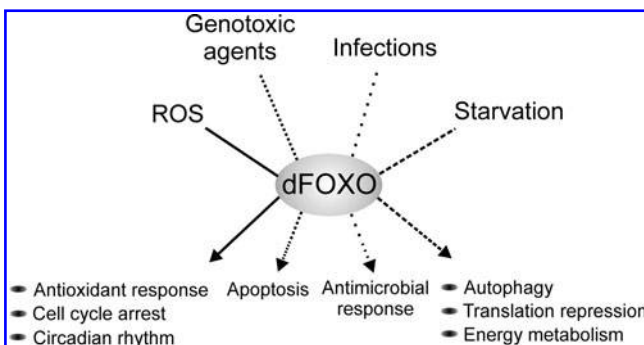 Genotoxic
agents
Infections
ROS
Starvation
dFOXO
Antioxidant response
Cell cycle arrest
Circadian rhythm
Apoptosis
Antimicrobial
response
Autophagy
Translation repression
Energy metabolism